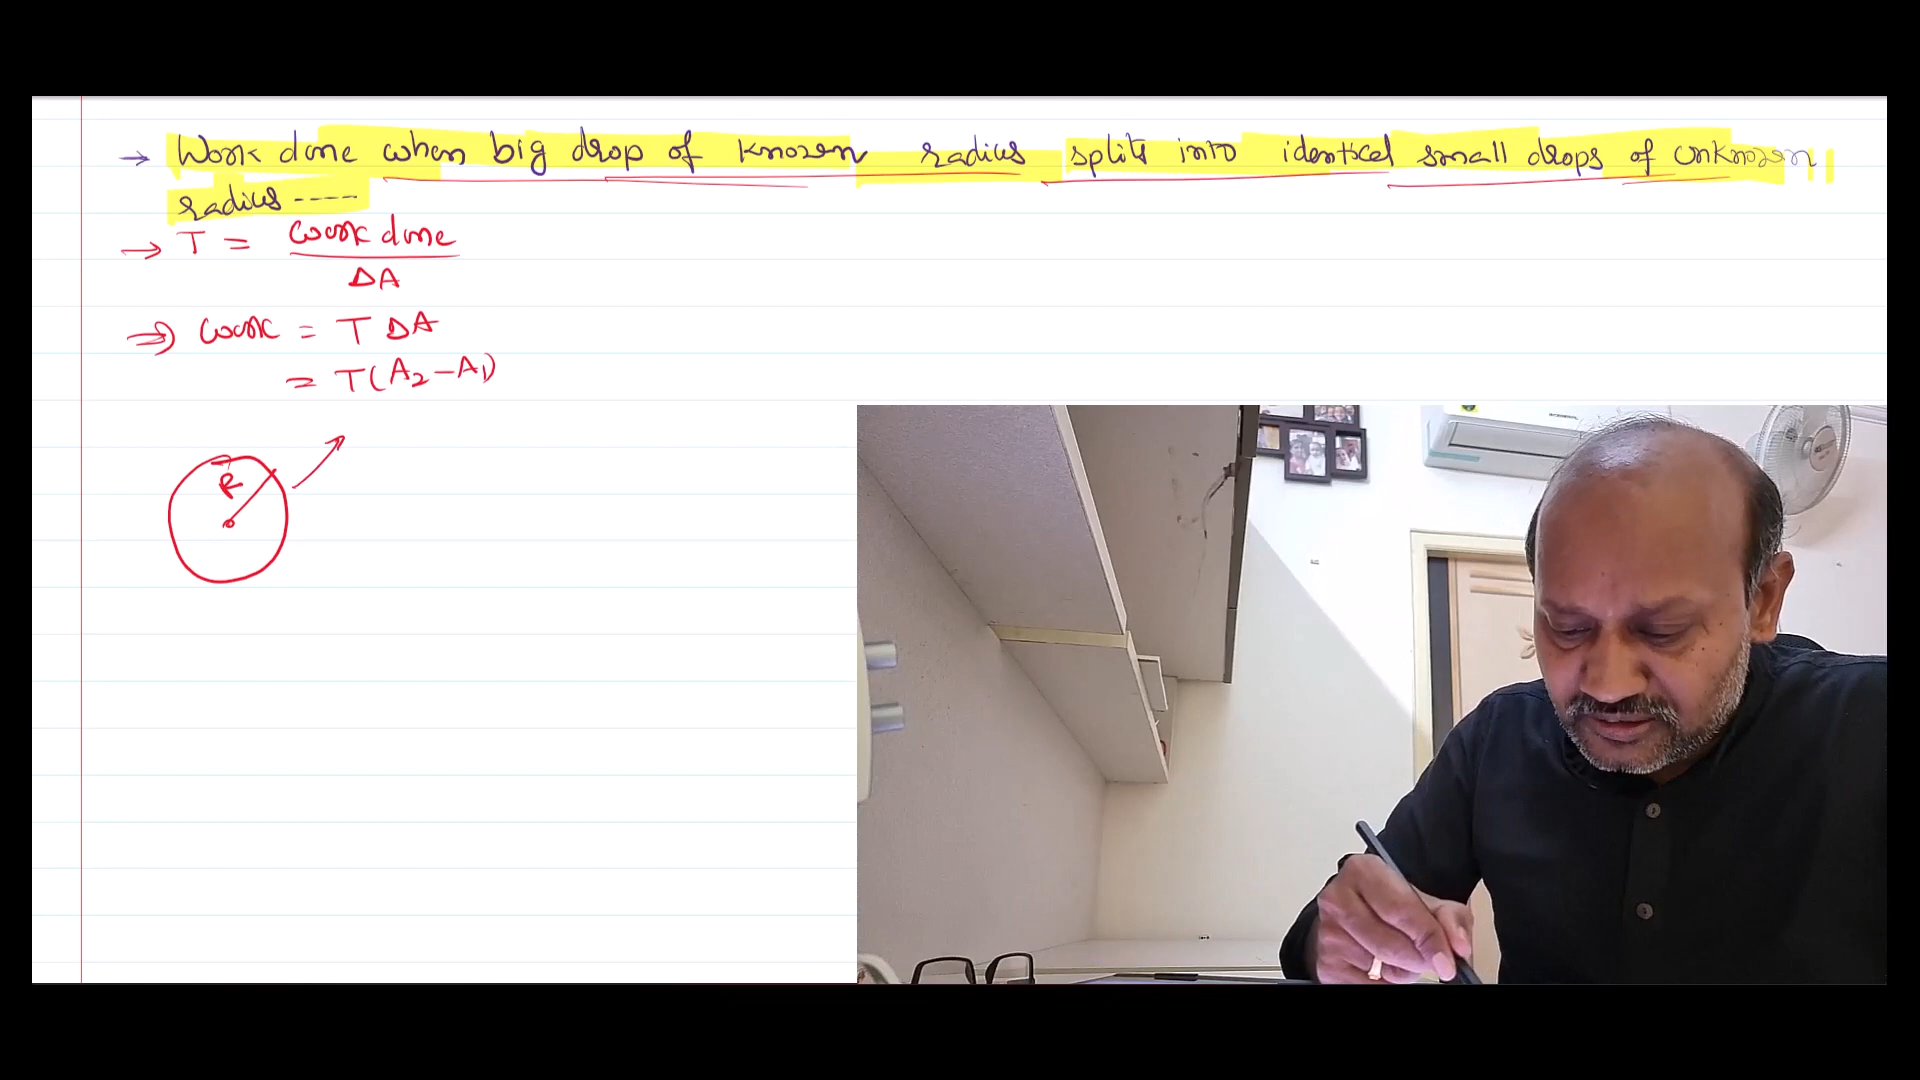 → Work done when big drop of known radius splits into identical small drops of unknown
radius -----
→ T = work done
ΔA
⇒ work = T ΔA
= T(A₂-A₁)
R